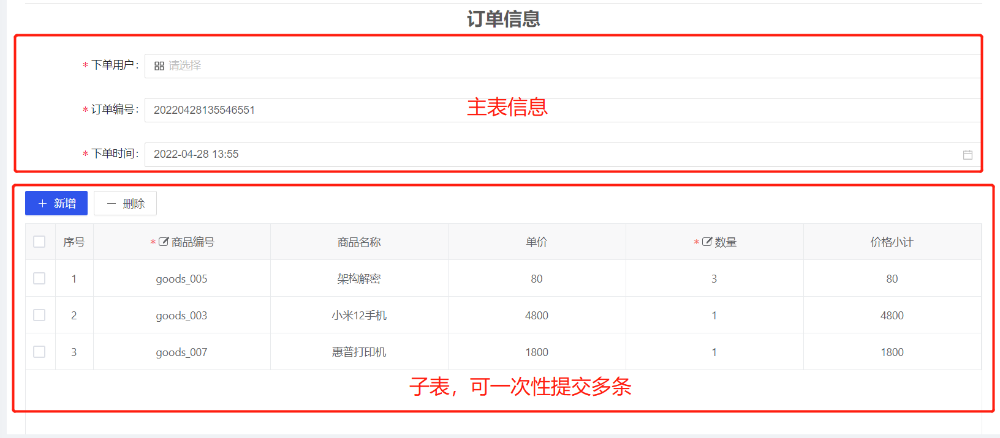 订单信息
* 下单用户： 请选择
* 订单编号： 20220428135546551
主表信息
* 下单时间： 2022-04-28 13:55
+ 新增 — 删除
序号 * 商品编号 商品名称 单价 * 数量 价格小计
1 goods_005 架构解密 80 3 80
2 goods_003 小米12手机 4800 1 4800
3 goods_007 惠普打印机 1800 1 1800
子表，可一次性提交多条